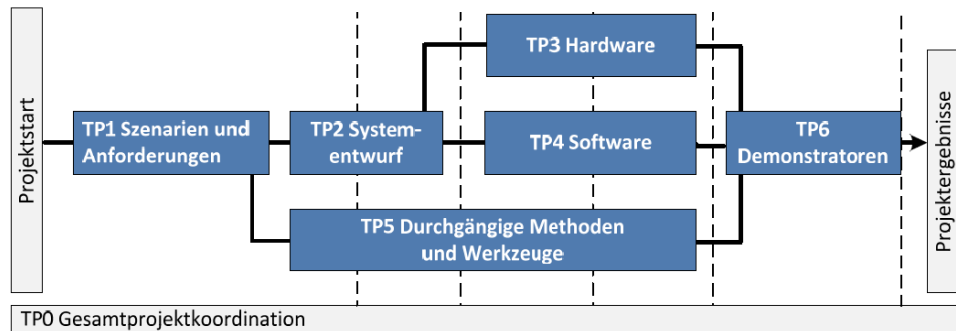 Projektstart
TP1 Szenarien und
Anforderungen
TP2 System-
entwurf
TP3 Hardware
TP4 Software
TP5 Durchgängige Methoden
und Werkzeuge
TP6
Demonstratoren
Projektergebnisse
TP0 Gesamtprojektkoordination